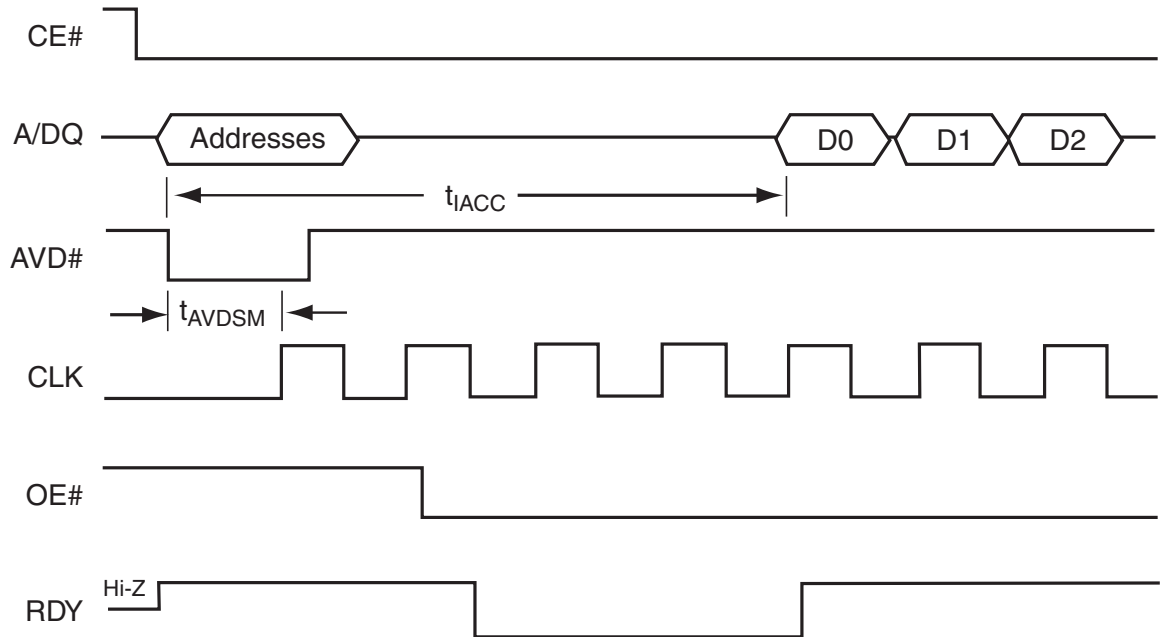 CE#
A/DQ
Addresses
D0
D1
D2
tIACC
AVD#
tAVDSM
CLK
OE#
Hi-Z
RDY